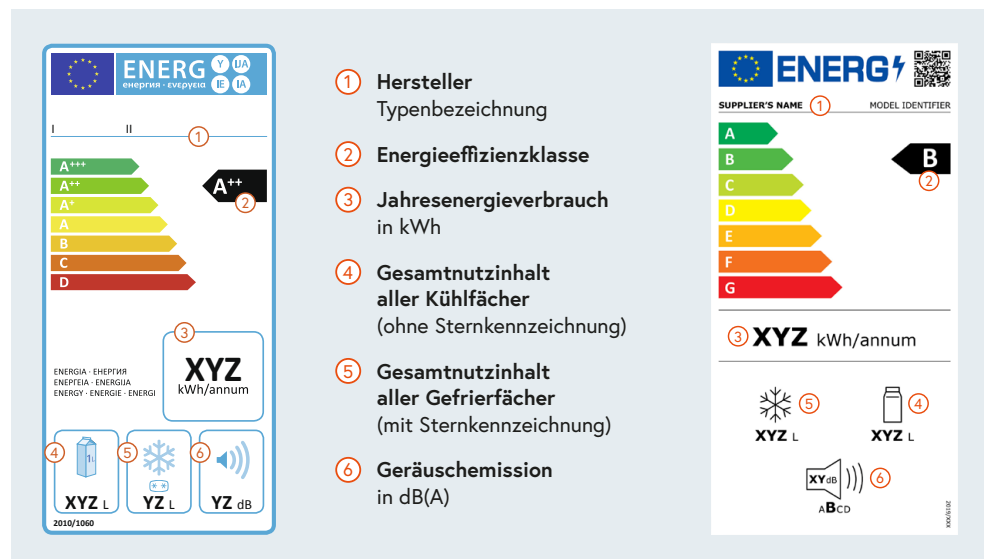 ENERG
енергия · ενεργεια
Y IJA
IE IA
I II
1
A+++
A++
A+
A
B
C
D
A++
2
3
XYZ
kWh/annum
ENERGIA · ЕНЕРГИЯ
ΕΝΕΡΓΕΙΑ · ENERGIJA
ENERGY · ENERGIE · ENERGI
4
1L
XYZ L
5
YZ L
6
YZ dB
2010/1060
1 Hersteller
Typenbezeichnung
2 Energieeffizienzklasse
3 Jahresenergieverbrauch
in kWh
4 Gesamtnutzinhalt
aller Kühlfächer
(ohne Sternkennzeichnung)
5 Gesamtnutzinhalt
aller Gefrierfächer
(mit Sternkennzeichnung)
6 Geräuschemission
in dB(A)
ENERG
SUPPLIER'S NAME 1 MODEL IDENTIFIER
A
B
C
D
E
F
G
B
2
3 XYZ kWh/annum
5
XYZ L
4
XYZ L
XYdB
6
ABCD
2019/XXX